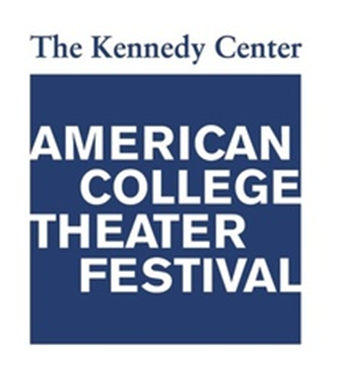 The Kennedy Center
AMERICAN
COLLEGE
THEATER
FESTIVAL